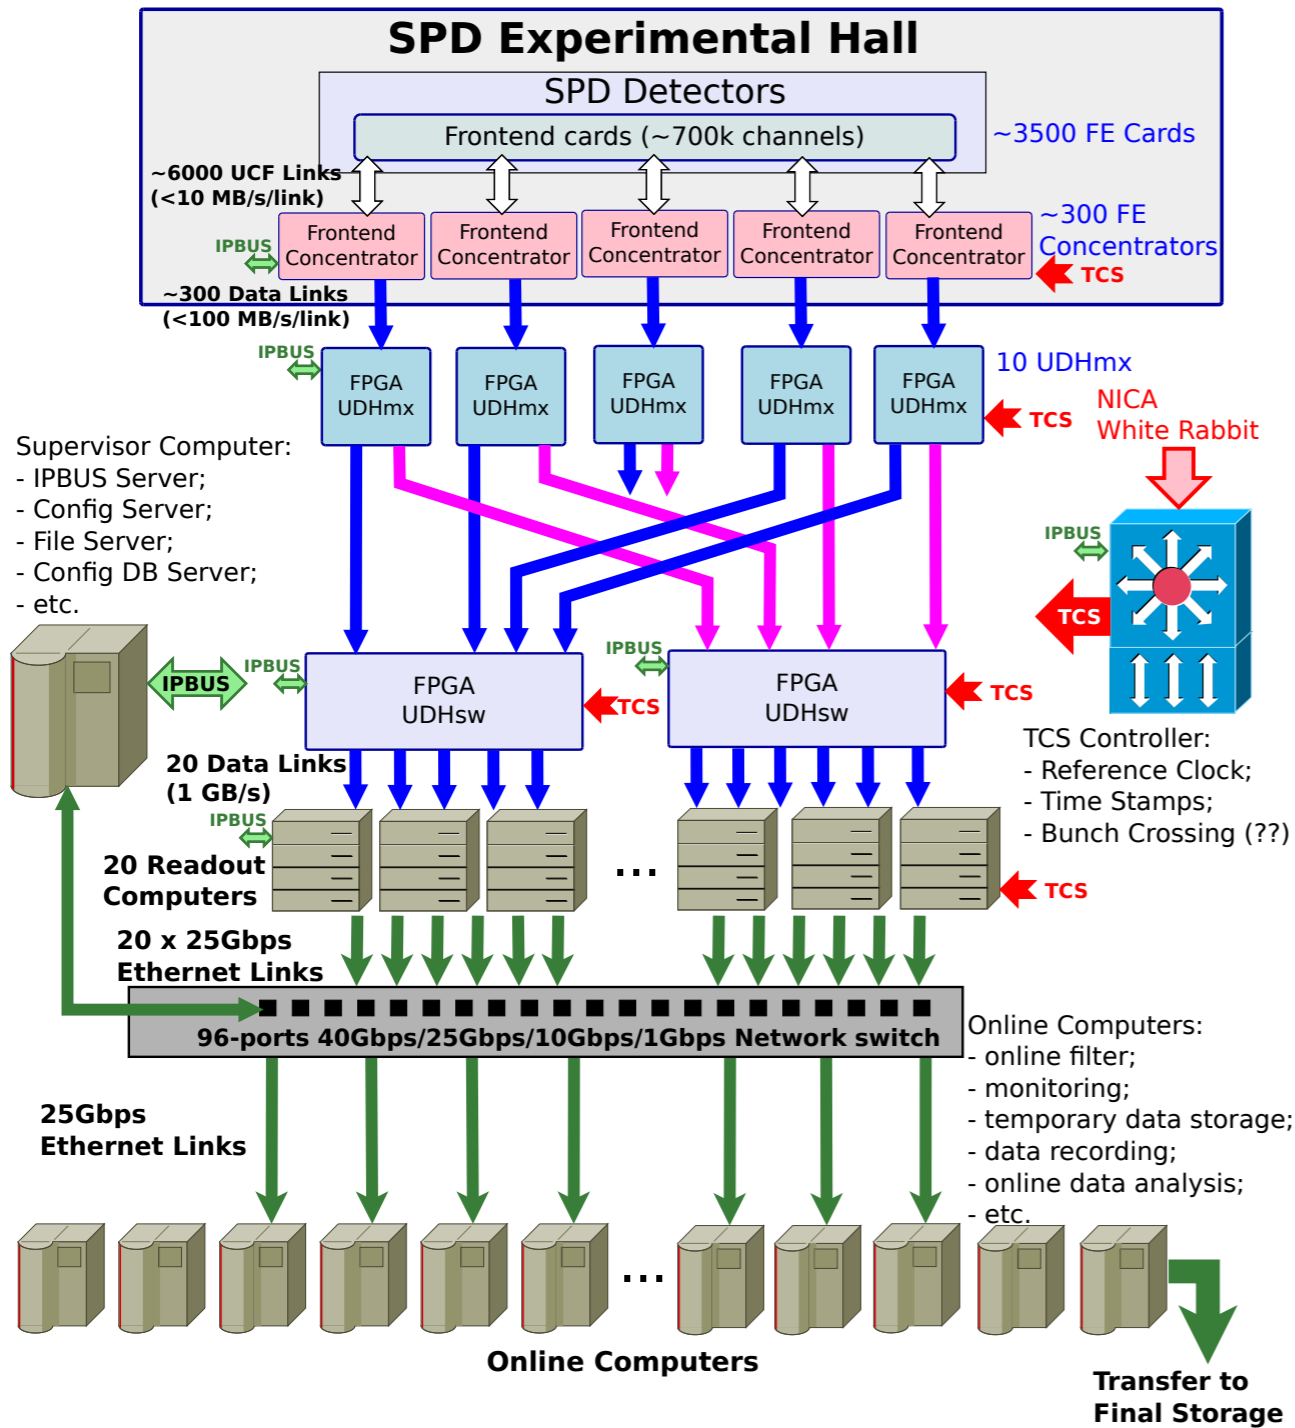 SPD Experimental Hall
SPD Detectors
Frontend cards (~700k channels)
~3500 FE Cards
~6000 UCF Links
(<10 MB/s/link)
Frontend
Concentrator
Frontend
Concentrator
Frontend
Concentrator
Frontend
Concentrator
Frontend
Concentrator
~300 FE
Concentrators
IPBUS
TCS
~300 Data Links
(<100 MB/s/link)
IPBUS
FPGA
UDHmx
FPGA
UDHmx
FPGA
UDHmx
FPGA
UDHmx
FPGA
UDHmx
10 UDHmx
TCS
NICA
White Rabbit
Supervisor Computer:
- IPBUS Server;
- Config Server;
- File Server;
- Config DB Server;
- etc.
IPBUS
TCS
IPBUS
IPBUS
FPGA
UDHsw
TCS
IPBUS
FPGA
UDHsw
TCS
TCS Controller:
- Reference Clock;
- Time Stamps;
- Bunch Crossing (??)
20 Data Links
(1 GB/s)
IPBUS
20 Readout
Computers
...
TCS
20 x 25Gbps
Ethernet Links
96-ports 40Gbps/25Gbps/10Gbps/1Gbps Network switch
Online Computers:
- online filter;
- monitoring;
- temporary data storage;
- data recording;
- online data analysis;
- etc.
25Gbps
Ethernet Links
...
Online Computers
Transfer to
Final Storage